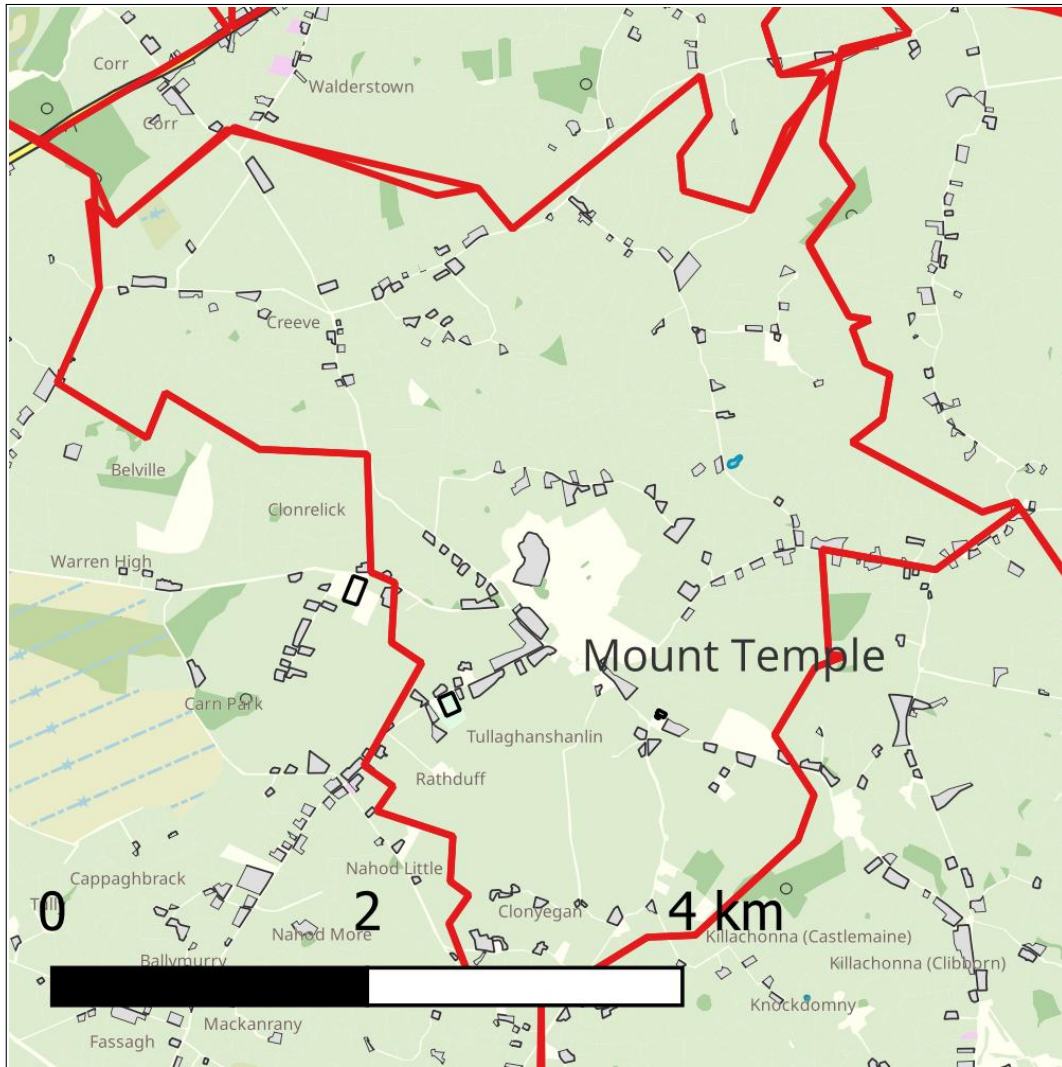 Corr
Walderstown
Corr
Creeve
Belville
Clonrelick
Warren High
Mount Temple
Carn Park
Tullaghanshanlin
Rathduff
Nahod Little
Cappaghbrack
0 2 4 km
Clonyegan
Nahod More
Killachonna (Castlemaine)
Ballymurry
Killachonna (Clibborn)
Knockdomny
Mackanrany
Fassagh